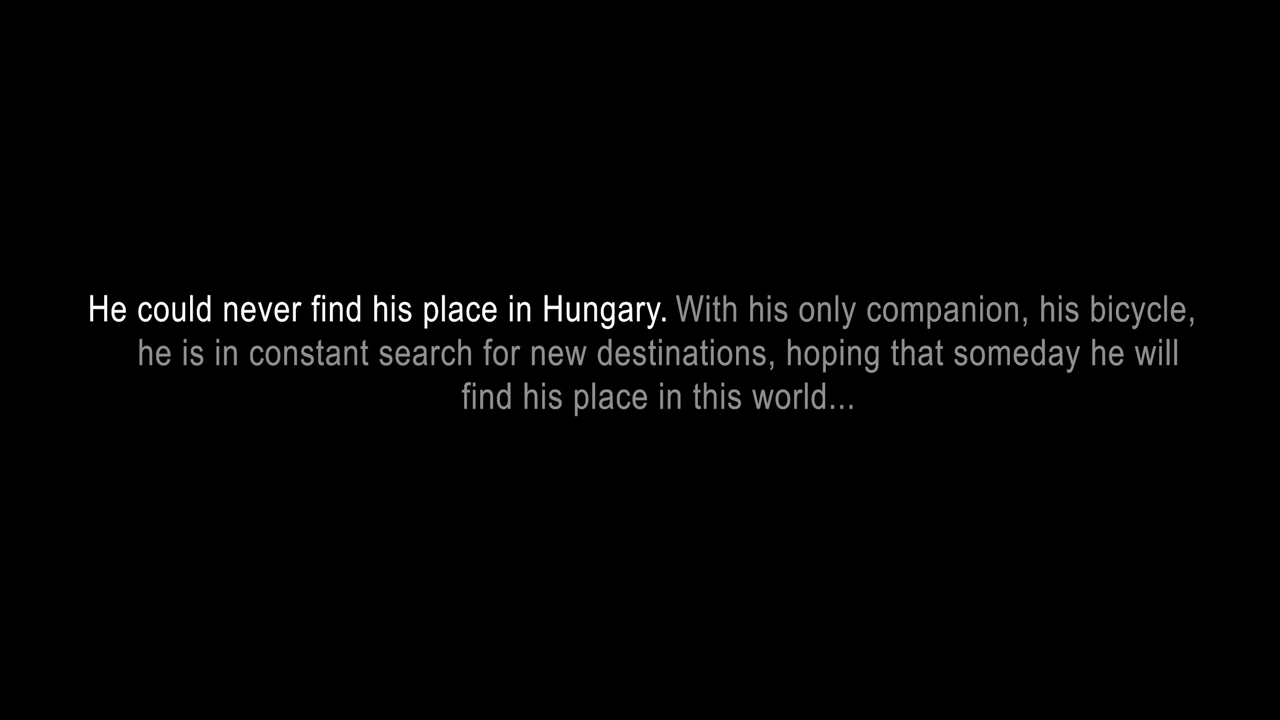 He could never find his place in Hungary. With his only companion, his bicycle,
he is in constant search for new destinations, hoping that someday he will
find his place in this world...